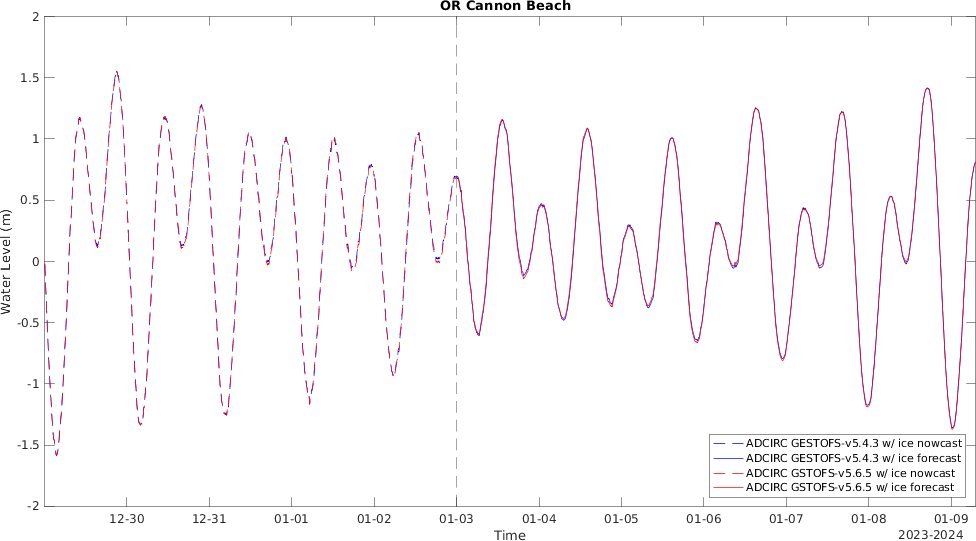 OR Cannon Beach
2
1.5
1
0.5
0
-0.5
-1
-1.5
-2
Water Level (m)
ADCIRC GESTOFS-v5.4.3 w/ ice nowcast
ADCIRC GESTOFS-v5.4.3 w/ ice forecast
ADCIRC GSTOFS-v5.6.5 w/ ice nowcast
ADCIRC GSTOFS-v5.6.5 w/ ice forecast
12-30 12-31 01-01 01-02 01-03 01-04 01-05 01-06 01-07 01-08 01-09
Time
2023-2024